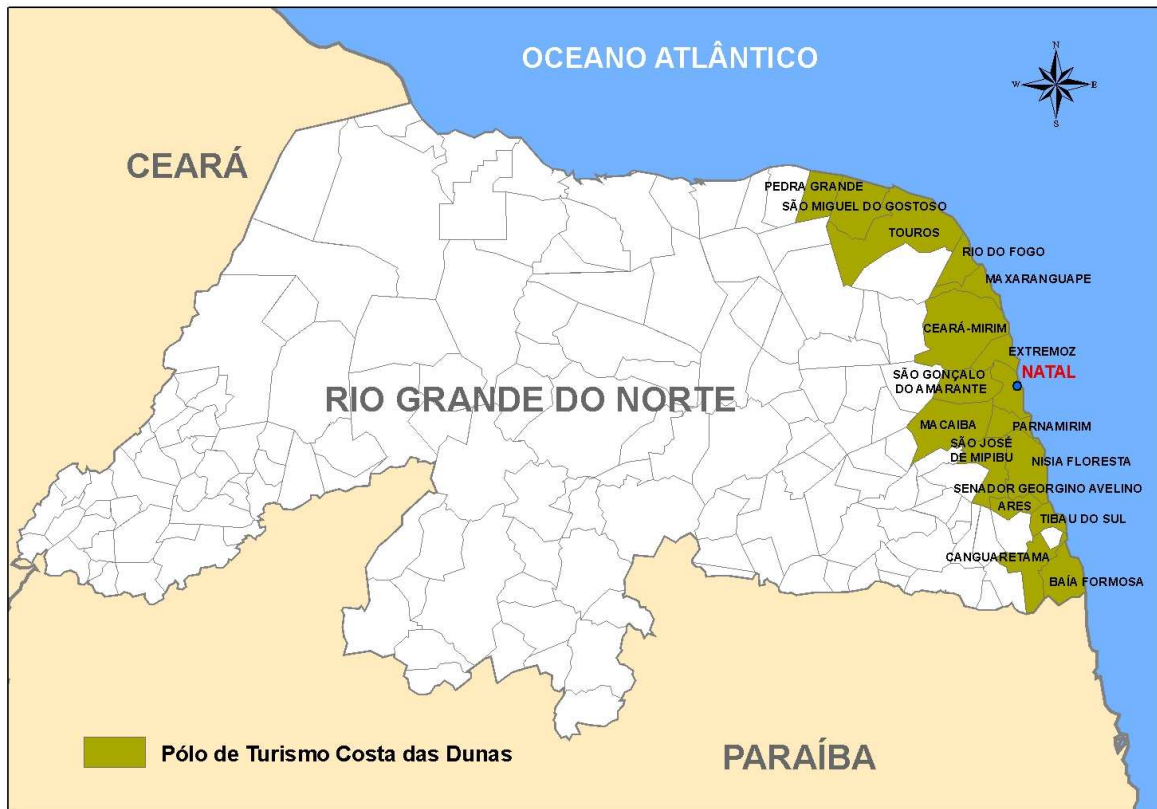 OCEANO ATLÂNTICO
N
W
E
S
CEARÁ
PEDRA GRANDE
SÃO MIGUEL DO GOSTOSO
TOUROS
RIO DO FOGO
MAXARANGUAPE
CEARÁ-MIRIM
EXTREMOZ
NATAL
SÃO GONÇALO
DO AMARANTE
RIO GRANDE DO NORTE
MACAIBA
PARNAMIRIM
SÃO JOSÉ
DE MIPIBU
NISIA FLORESTA
SENADOR GEORGINO AVELINO
ARES
TIBAU DO SUL
CANGUARETAMA
BAÍA FORMOSA
Pólo de Turismo Costa das Dunas
PARAÍBA